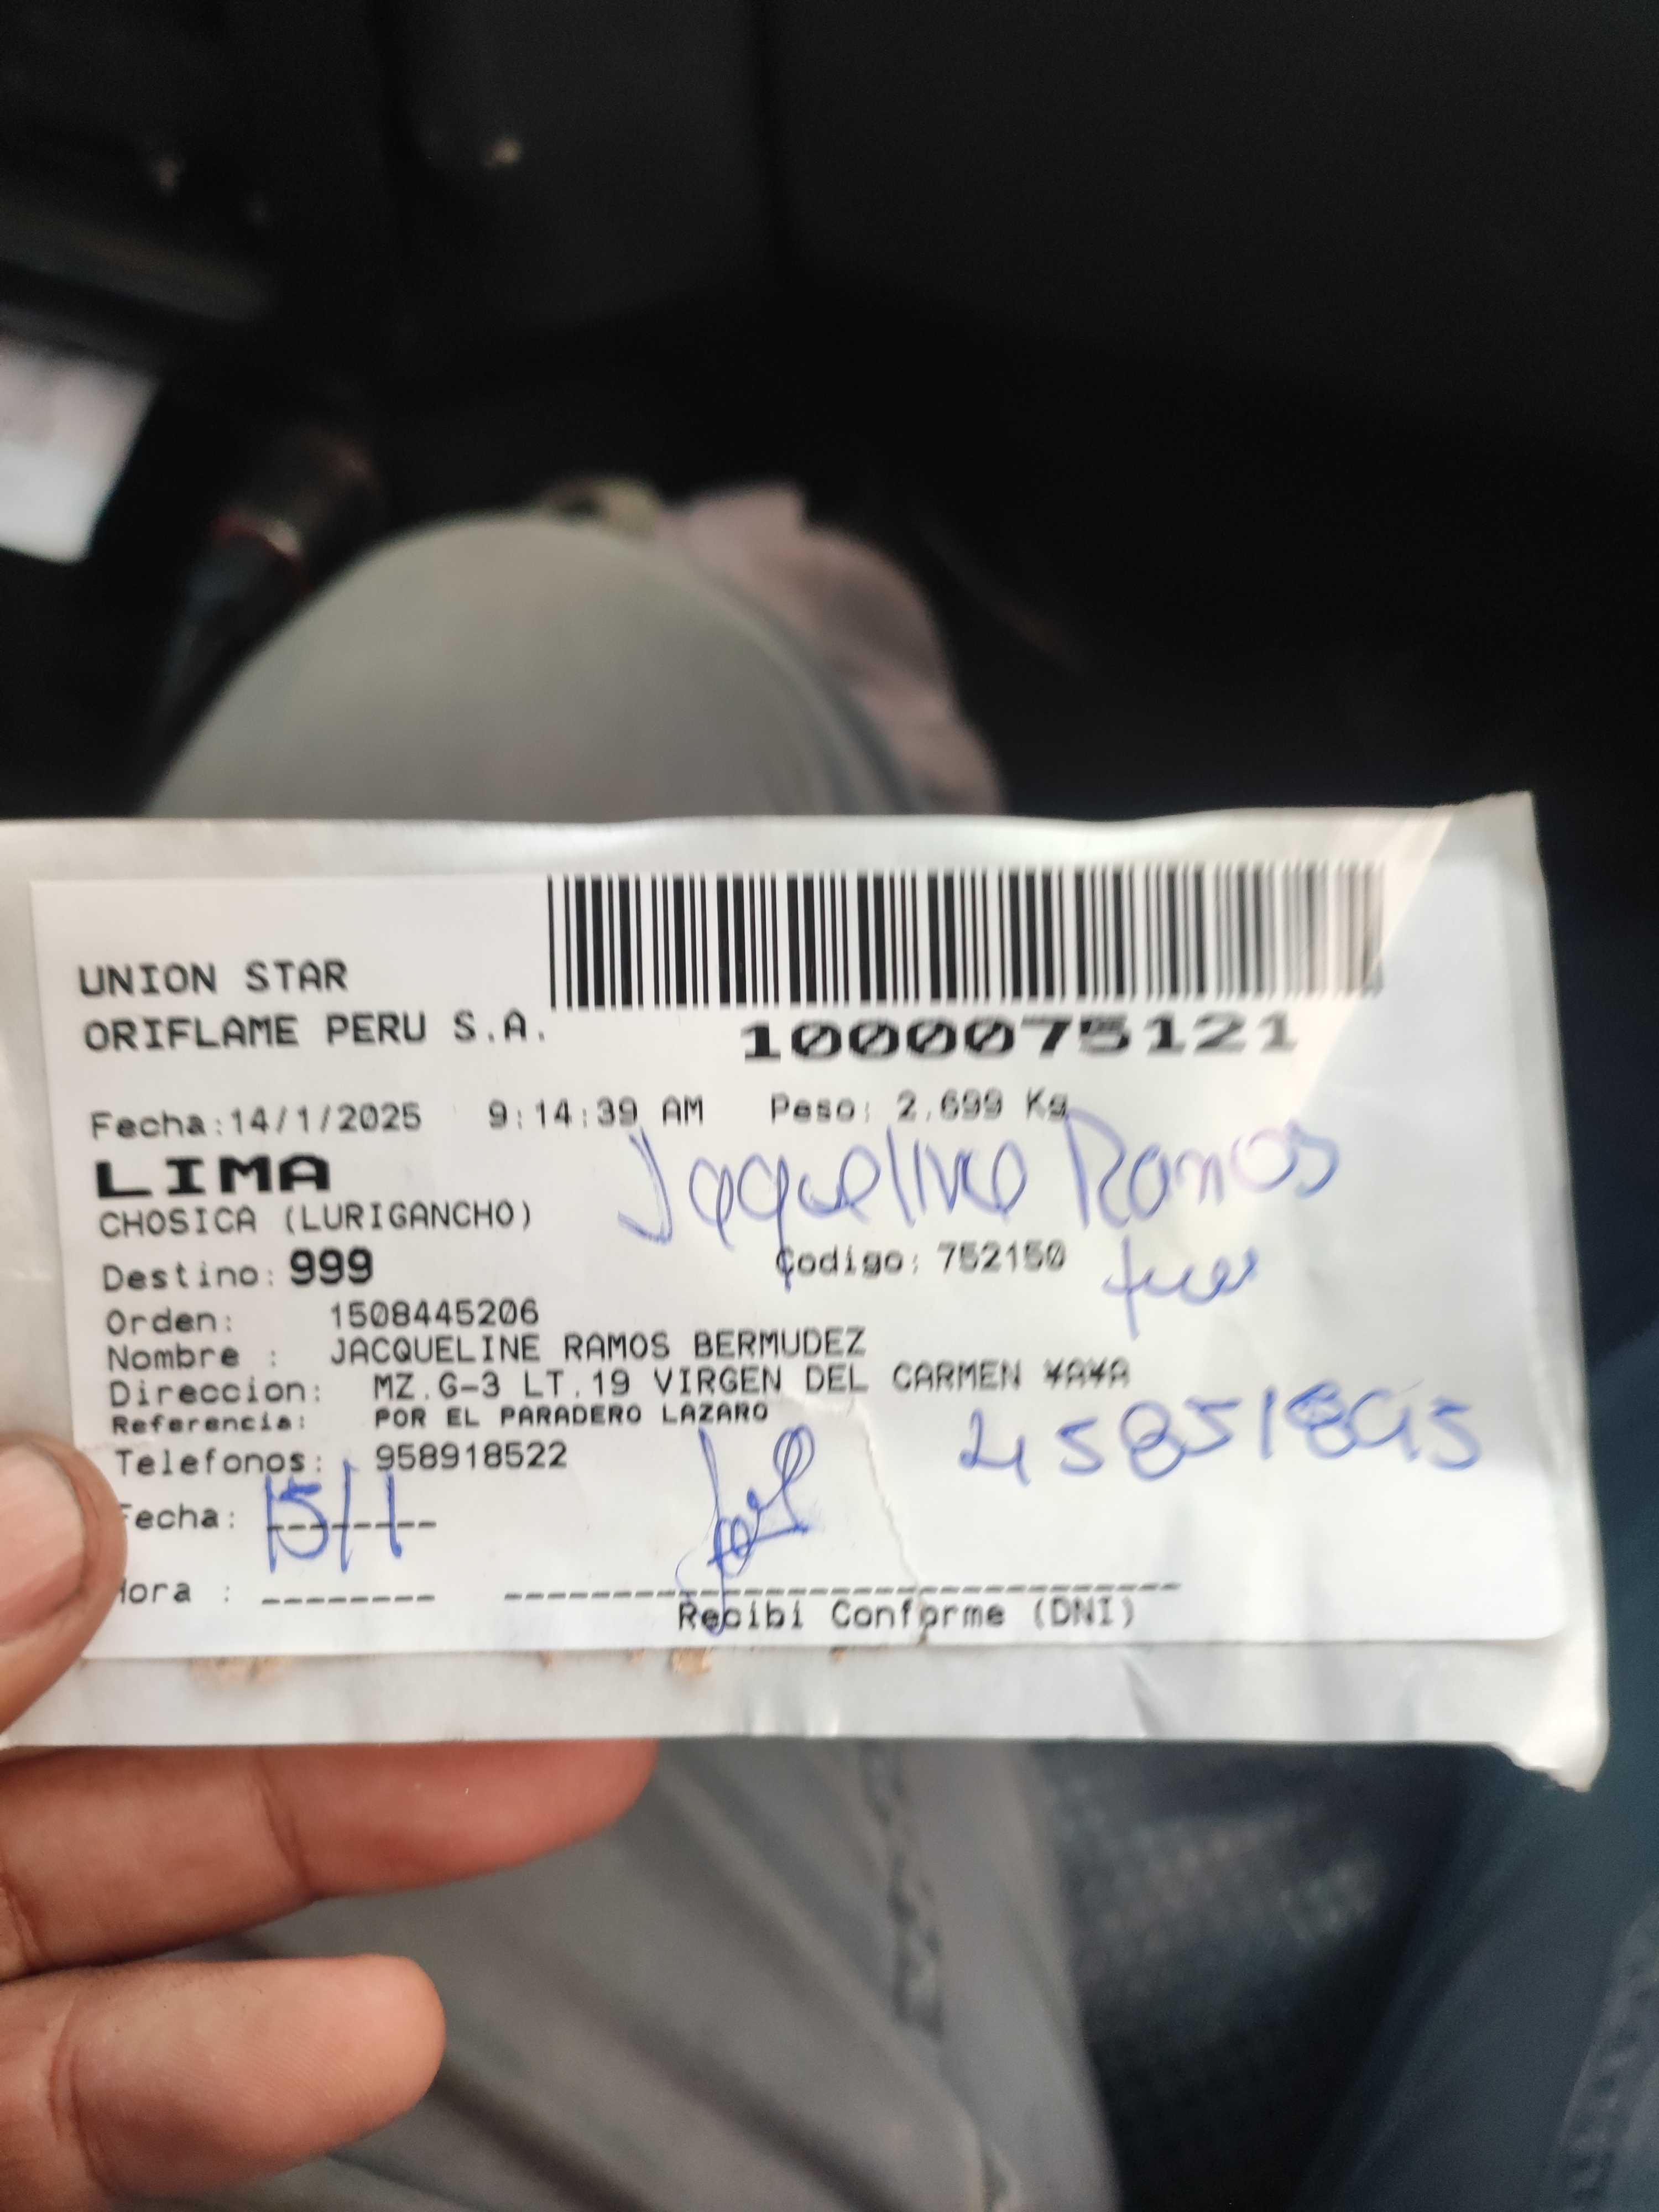 UNION STAR
ORIFLAME PERU S.A.
1000075121
Fecha:14/1/2025 9:14:39 AM Peso: 2.699 Kg
LIMA
Jaqueline Ramos
CHOSICA (LURIGANCHO)
Destino: 999 Codigo: 752150
Orden: 1508445206
Nombre : JACQUELINE RAMOS BERMUDEZ
Direccion: MZ.G-3 LT.19 VIRGEN DEL CARMEN ¥A¥A
Referencia: POR EL PARADERO LAZARO
Telefonos: 958918522
Fecha: 15/1
Hora :
Recibi Conforme (DNI)